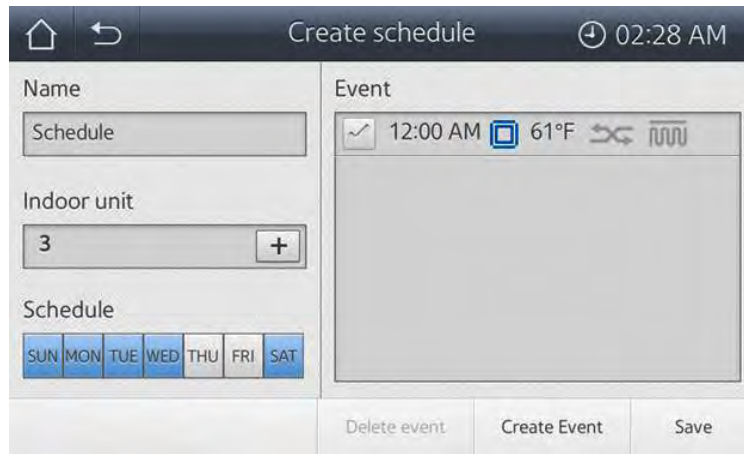 Create schedule
02:28 AM
Name
Schedule
Indoor unit
3
+
Schedule
SUN MON TUE WED THU FRI SAT
Event
12:00 AM 61°F
Delete event
Create Event
Save